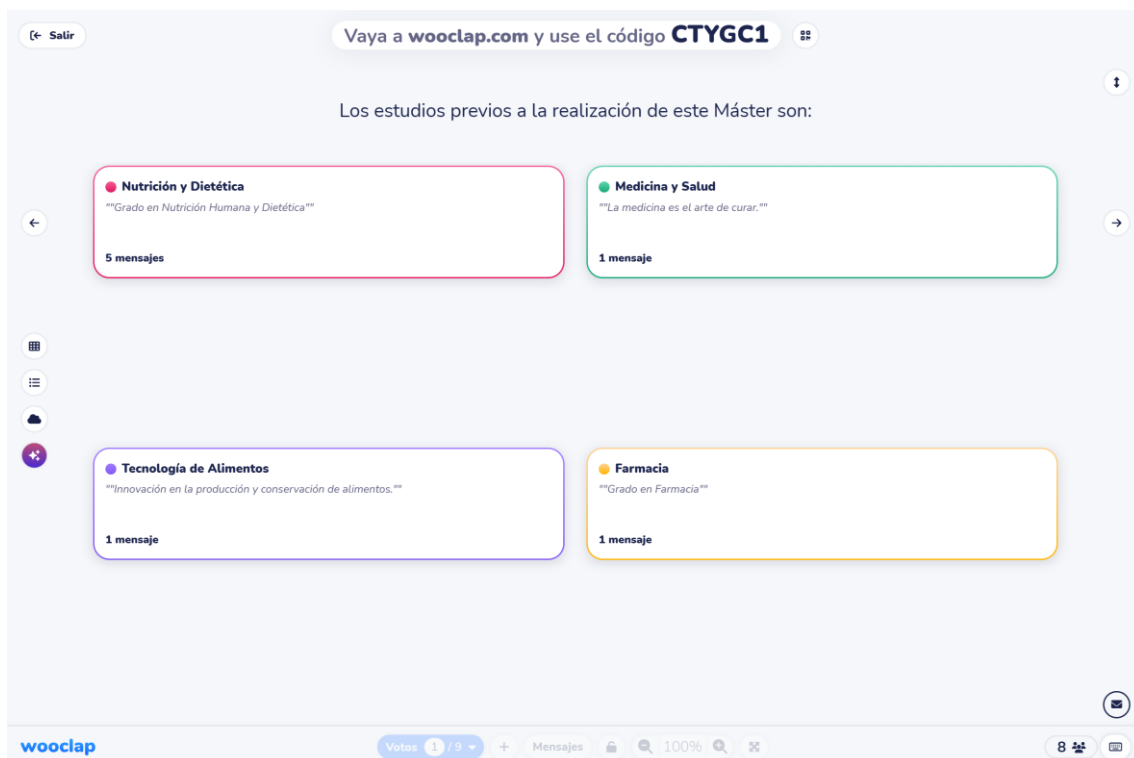 Salir
Vaya a wooclap.com y use el código CTYGC1
Los estudios previos a la realización de este Máster son:
Nutrición y Dietética
""Grado en Nutrición Humana y Dietética""
5 mensajes
Medicina y Salud
""La medicina es el arte de curar.""
1 mensaje
Tecnología de Alimentos
""Innovación en la producción y conservación de alimentos.""
1 mensaje
Farmacia
""Grado en Farmacia""
1 mensaje
wooclap
Votos 1 / 9
+ Mensajes
100%
8